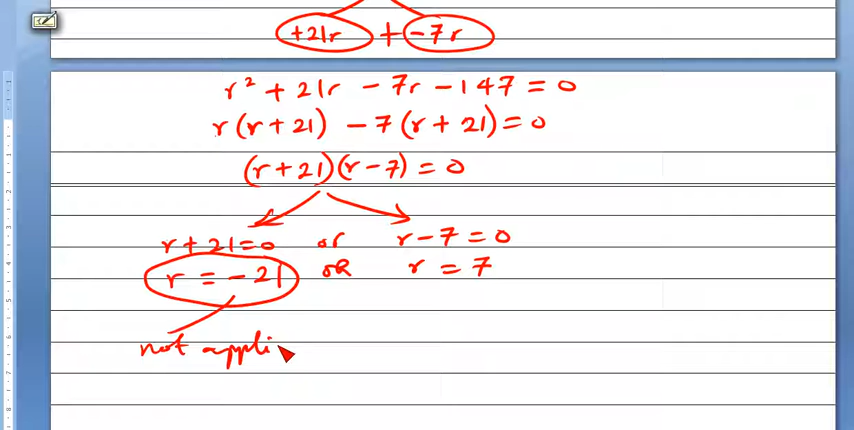 +21r + -7r
r² + 21r - 7r - 147 = 0
r(r+21) - 7(r+21) = 0
(r+21)(r-7) = 0
r+21=0 or r-7=0
r = -21 or r = 7
not appli